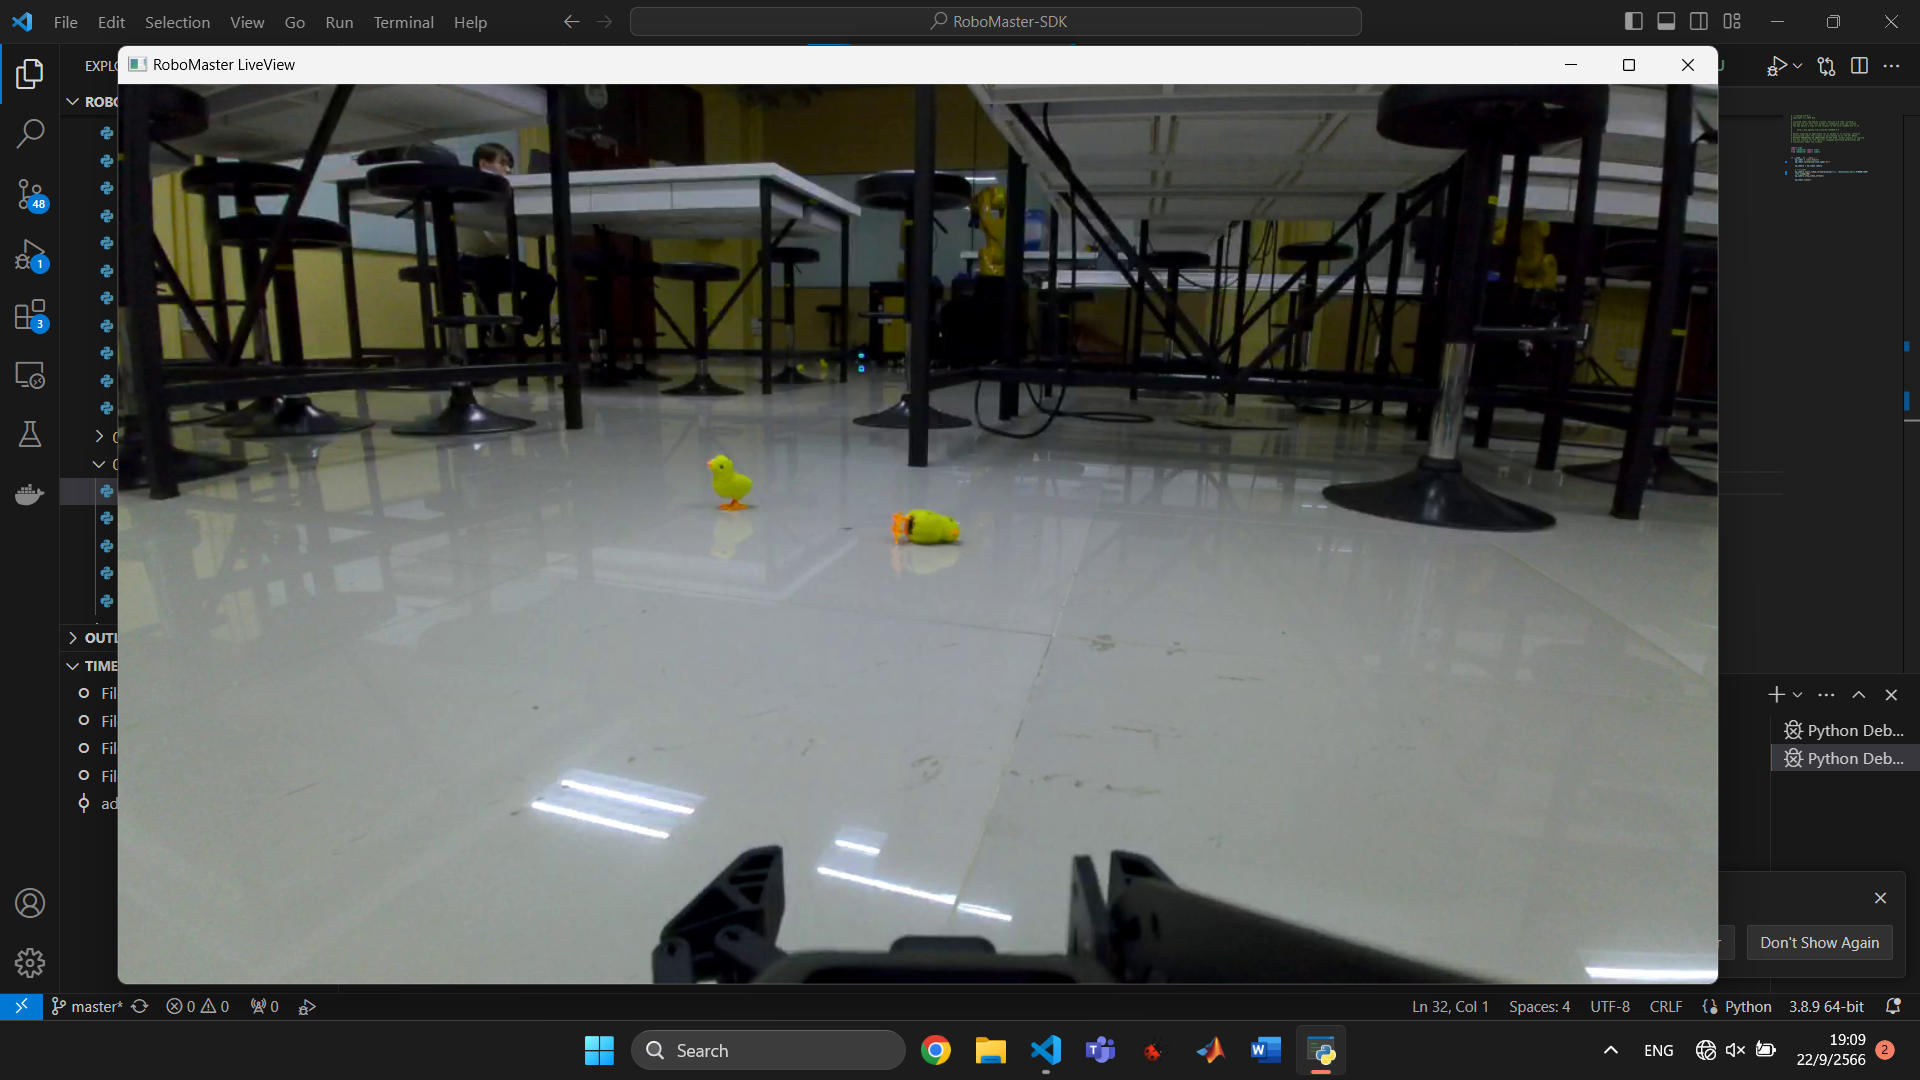 File Edit Selection View Go Run Terminal Help
RoboMaster-SDK
EXPLO
RoboMaster LiveView
U
ROBO
48
1
3
OUTL
TIME
Fil
Fil
Fil
Fil
ad
Python Deb...
Python Deb...
Don't Show Again
master* 0 0 0
Ln 32, Col 1 Spaces: 4 UTF-8 CRLF Python 3.8.9 64-bit
Search
ENG
19:09
22/9/2566
2